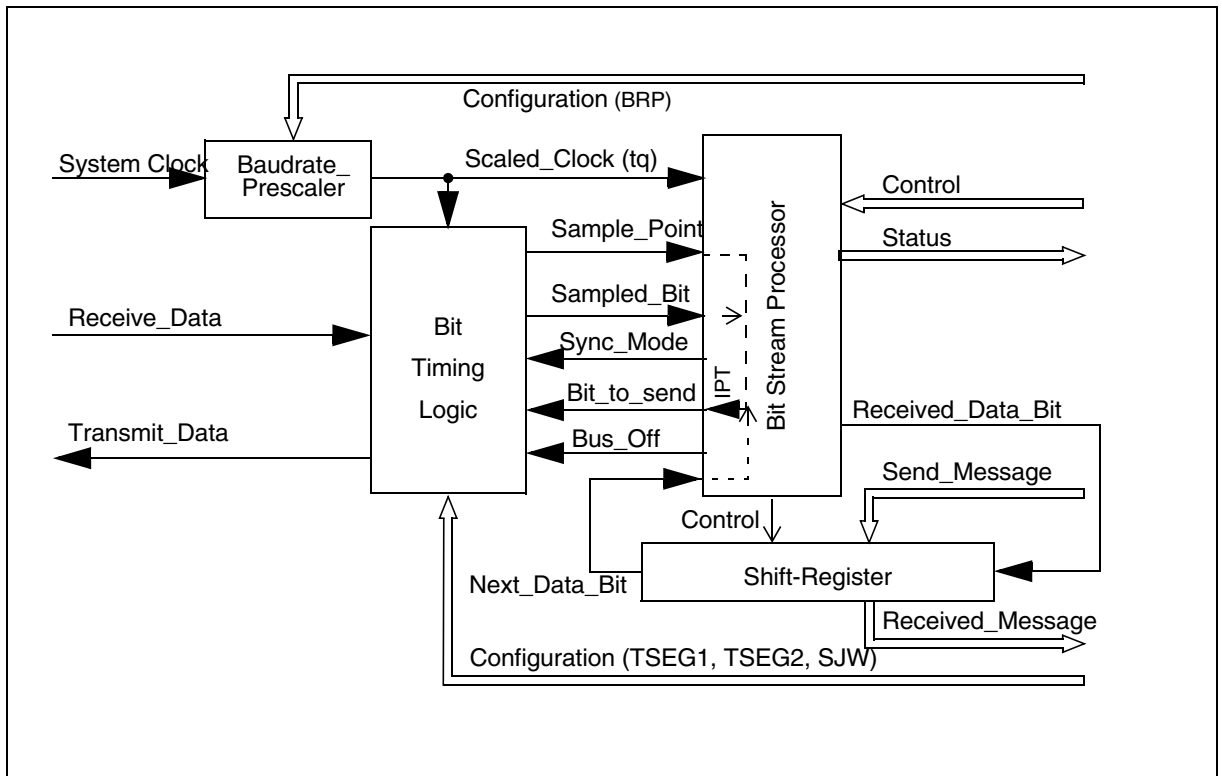 Configuration (BRP)
System Clock
Baudrate_
Prescaler
Scaled_Clock (tq)
Control
Sample_Point
Status
Sampled_Bit
Receive_Data
Bit
Timing
Logic
Sync_Mode
IPT
Bit Stream Processor
Bit_to_send
Received_Data_Bit
Transmit_Data
Bus_Off
Send_Message
Control
Next_Data_Bit
Shift-Register
Received_Message
Configuration (TSEG1, TSEG2, SJW)